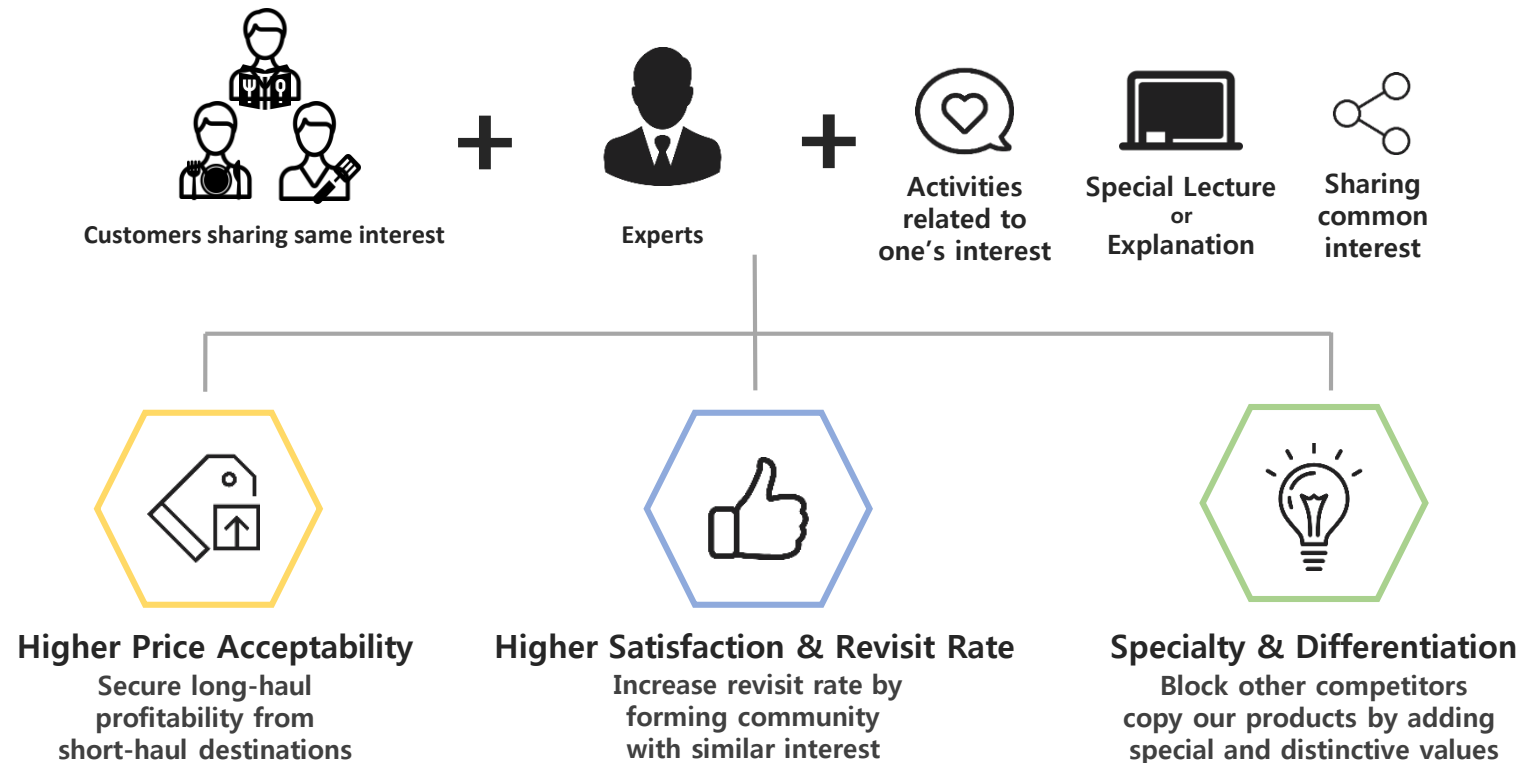 Customers sharing same interest
Experts
Activities
related to
one's interest
Special Lecture
or
Explanation
Sharing
common
interest
Higher Price Acceptability
Secure long-haul
profitability from
short-haul destinations
Higher Satisfaction & Revisit Rate
Increase revisit rate by
forming community
with similar interest
Specialty & Differentiation
Block other competitors
copy our products by adding
special and distinctive values